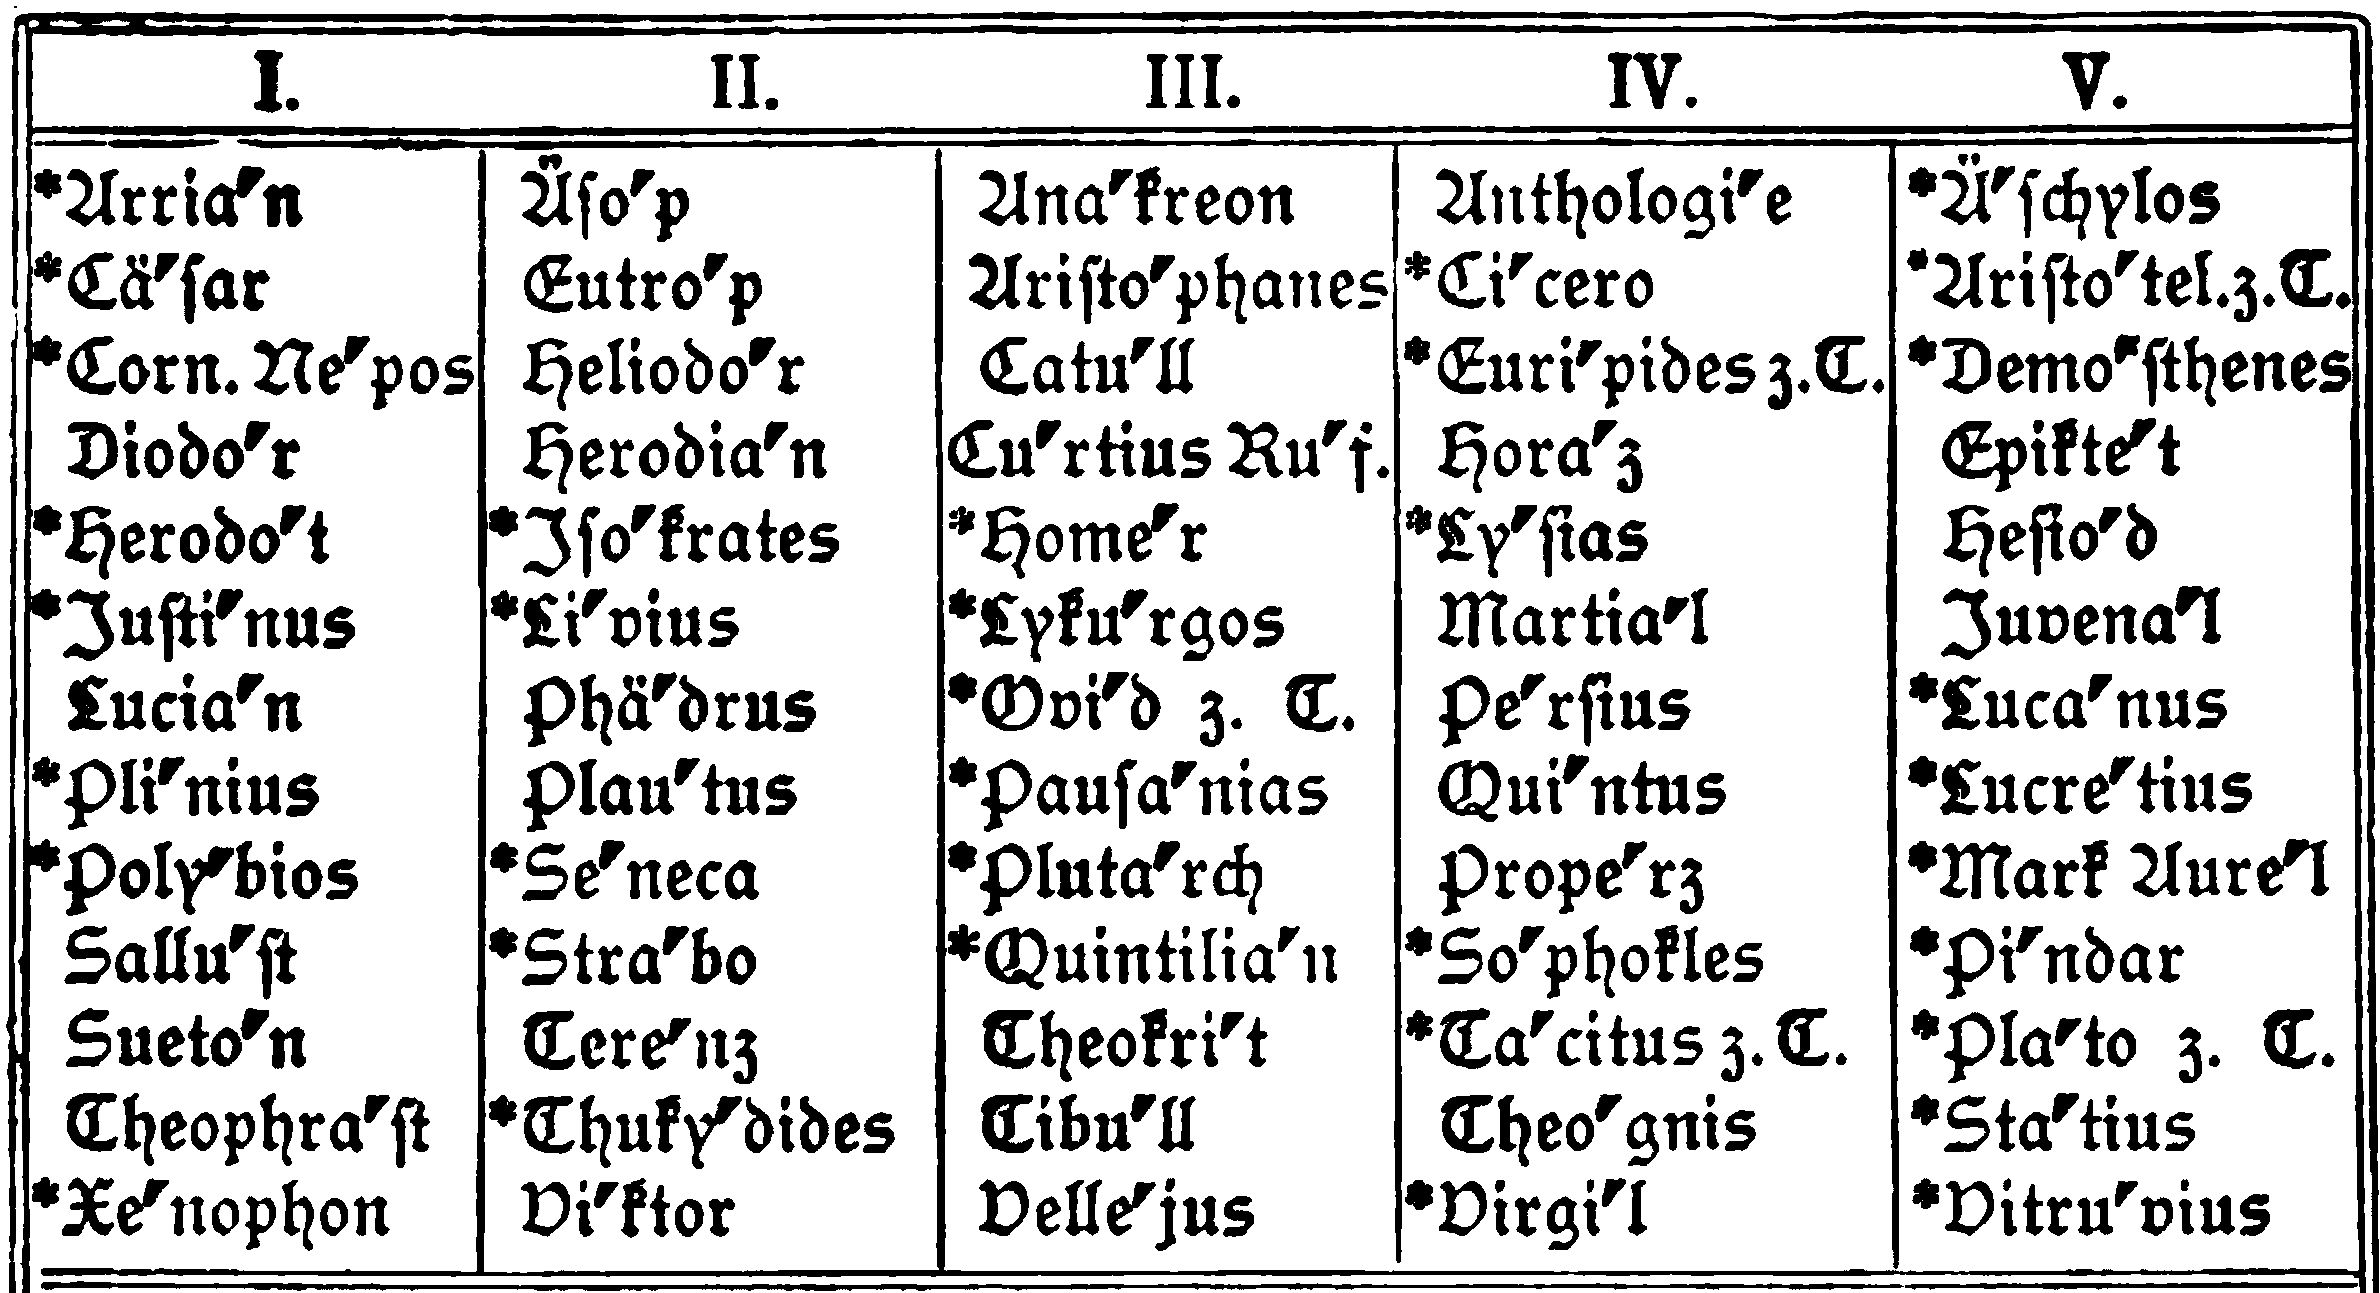 I. II. III. IV. V.
*Arria′n Äſo′p Ana′kreon Anthologi′e *Ä′ſchylos
*Cä′ſar Eutro′p Ariſto′phanes *Ci′cero *Ariſto′tel. z. T.
*Corn. Ne′pos Heliodo′r Catu′ll *Euri′pides z. T. *Demo′ſthenes
Diodo′r Herodia′n Cu′rtius Ru′f. Hora′z Epikte′t
*Herodo′t *Iſo′krates *Home′r *Ly′ſias Heſio′d
*Juſti′nus *Li′vius *Lyku′rgos Martia′l Juvena′l
Lucia′n Phä′drus *Ovi′d z. T. Pe′rſius *Luca′nus
*Pli′nius Plau′tus *Pauſa′nias Qui′ntus *Lucre′tius
*Poly′bios *Se′neca *Pluta′rch Prope′rz *Mark Aure′l
Sallu′ſt *Stra′bo *Quintilia′n *So′phokles *Pi′ndar
Sueto′n Tere′nz Theokri′t *Ta′citus z. T. *Pla′to z. T.
Theophra′ſt *Thuky′dides Tibu′ll Theo′gnis *Sta′tius
*Xe′nophon Vi′ktor Velle′jus *Virgi′l *Vitru′vius